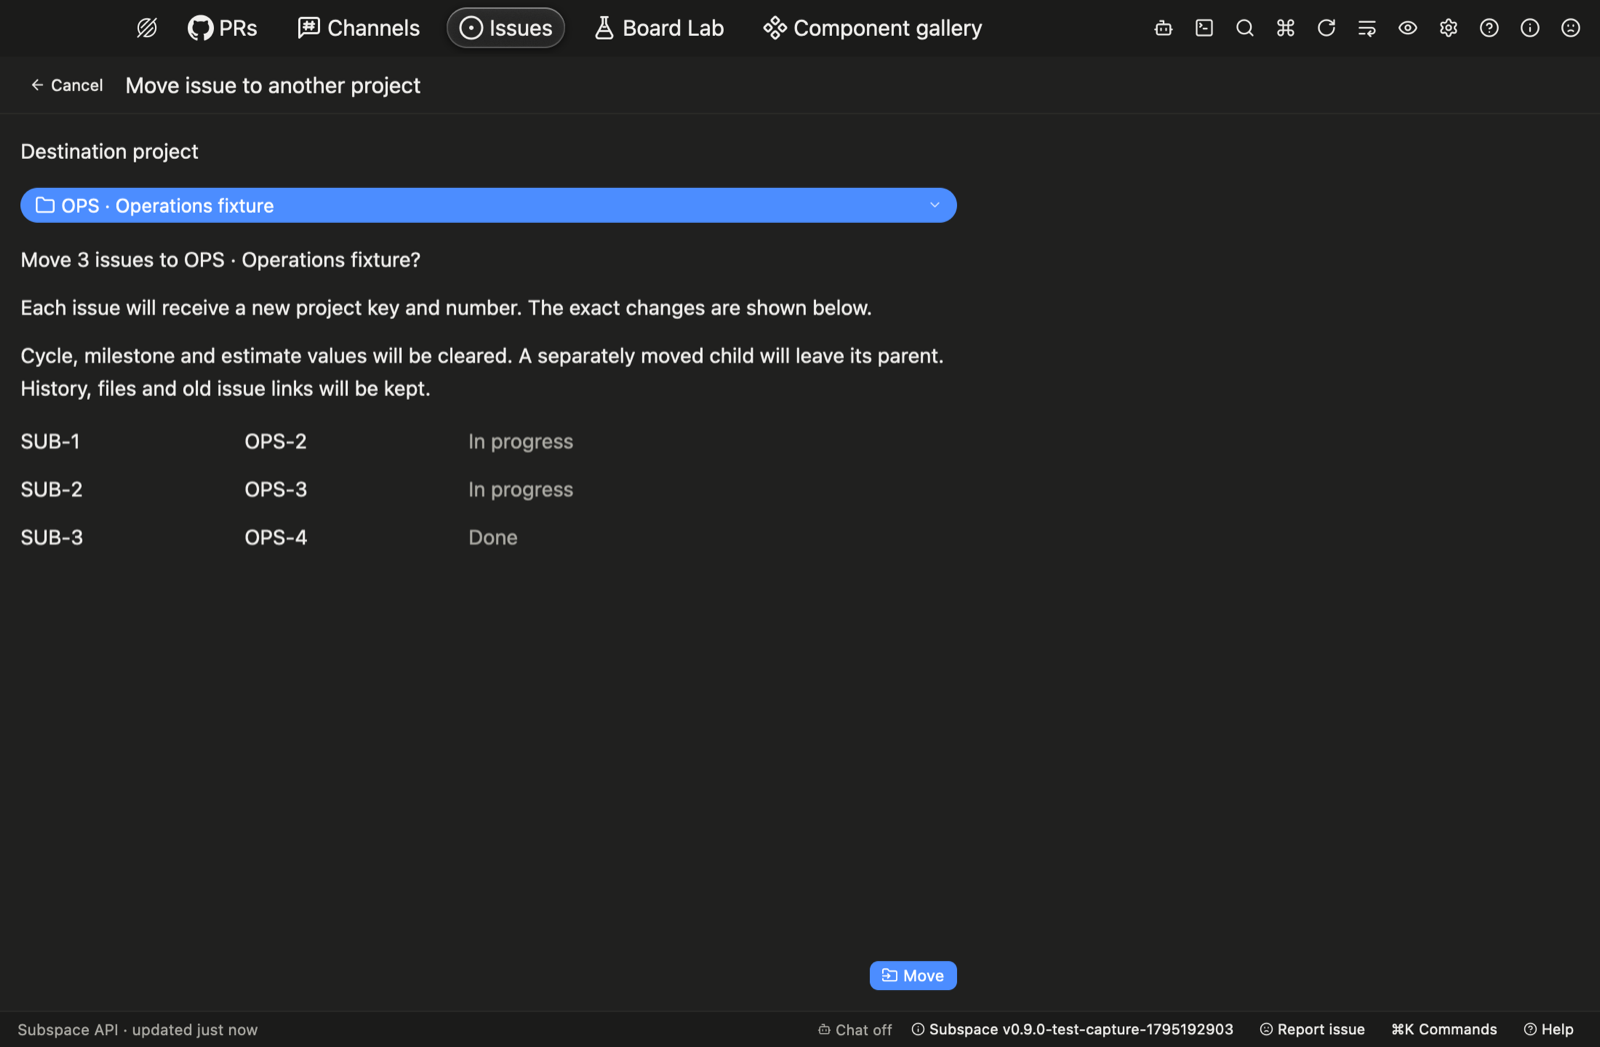 PRs Channels Issues Board Lab Component gallery
Cancel Move issue to another project
Destination project
OPS · Operations fixture
Move 3 issues to OPS · Operations fixture?
Each issue will receive a new project key and number. The exact changes are shown below.
Cycle, milestone and estimate values will be cleared. A separately moved child will leave its parent.
History, files and old issue links will be kept.
SUB-1 OPS-2 In progress
SUB-2 OPS-3 In progress
SUB-3 OPS-4 Done
Move
Subspace API · updated just now Chat off Subspace v0.9.0-test-capture-1795192903 Report issue ⌘K Commands Help